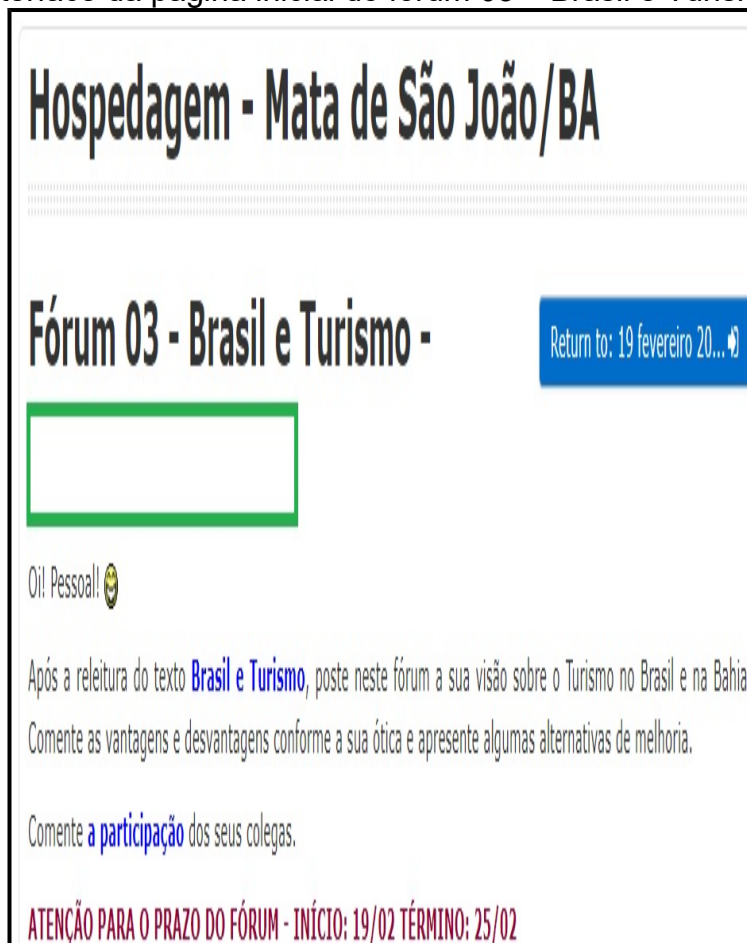 Hospedagem - Mata de São João/BA
Fórum 03 - Brasil e Turismo -
Return to: 19 fevereiro 20...
Oi! Pessoal!
Após a releitura do texto Brasil e Turismo, poste neste fórum a sua visão sobre o Turismo no Brasil e na Bahia
Comente as vantagens e desvantagens conforme a sua ótica e apresente algumas alternativas de melhoria.
Comente a participação dos seus colegas.
ATENÇÃO PARA O PRAZO DO FÓRUM - INÍCIO: 19/02 TÉRMINO: 25/02